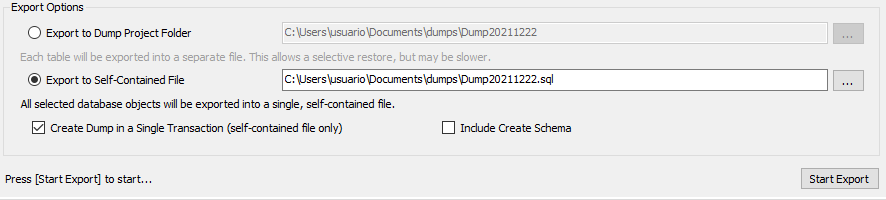 Export Options
Export to Dump Project Folder C:\Users\usuario\Documents\dumps\Dump20211222 ...
Each table will be exported into a separate file. This allows a selective restore, but may be slower.
Export to Self-Contained File C:\Users\usuario\Documents\dumps\Dump20211222.sql ...
All selected database objects will be exported into a single, self-contained file.
Create Dump in a Single Transaction (self-contained file only) Include Create Schema
Press [Start Export] to start... Start Export